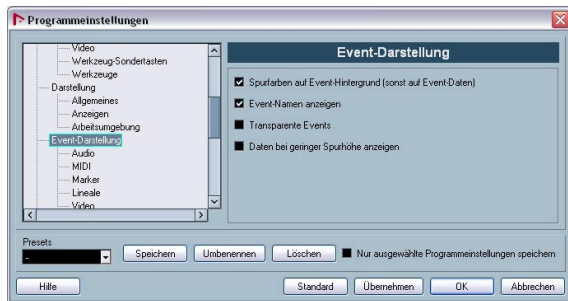 Programmeinstellungen
Video
Werkzeug-Sondertasten
Werkzeuge
Darstellung
Allgemeines
Anzeigen
Arbeitsumgebung
Event-Darstellung
Audio
MIDI
Marker
Lineale
Video
Event-Darstellung
Spurfarben auf Event-Hintergrund (sonst auf Event-Daten)
Event-Namen anzeigen
Transparente Events
Daten bei geringer Spurhöhe anzeigen
Presets
-
Speichern
Umbenennen
Löschen
Nur ausgewählte Programmeinstellungen speichern
Hilfe
Standard
Übernehmen
OK
Abbrechen